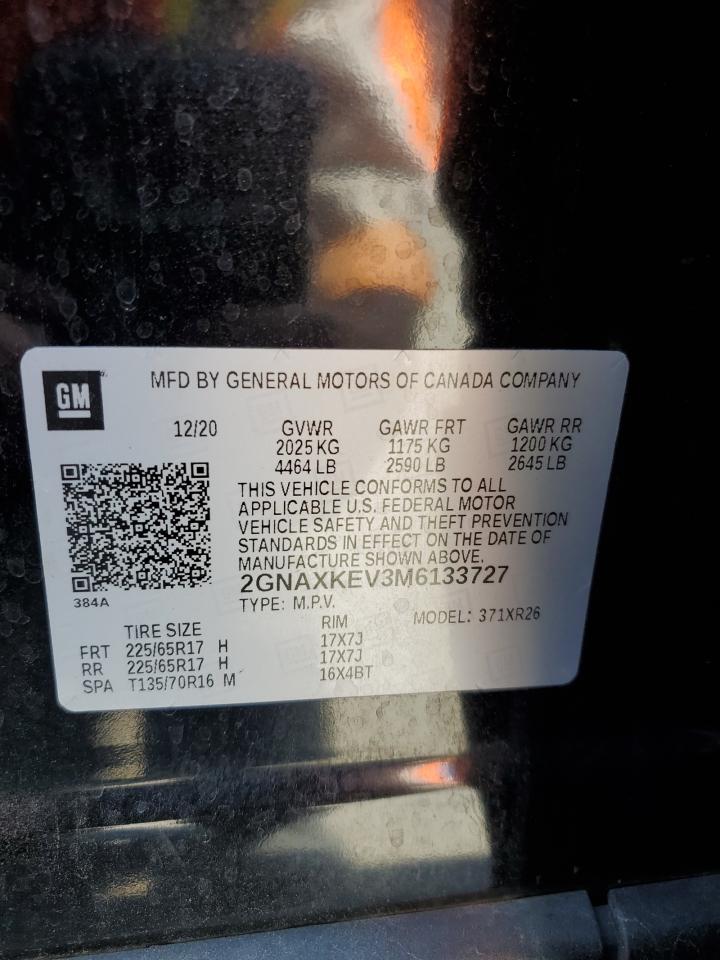 GM
MFD BY GENERAL MOTORS OF CANADA COMPANY
12/20 GVWR GAWR FRT GAWR RR
2025 KG 1175 KG 1200 KG
4464 LB 2590 LB 2645 LB
THIS VEHICLE CONFORMS TO ALL
APPLICABLE U.S. FEDERAL MOTOR
VEHICLE SAFETY AND THEFT PREVENTION
STANDARDS IN EFFECT ON THE DATE OF
MANUFACTURE SHOWN ABOVE.
2GNAXKEV3M6133727
384A
TYPE: M.P.V. MODEL: 371XR26
TIRE SIZE RIM
FRT 225/65R17 H 17X7J
RR 225/65R17 H 17X7J
SPA T135/70R16 M 16X4BT